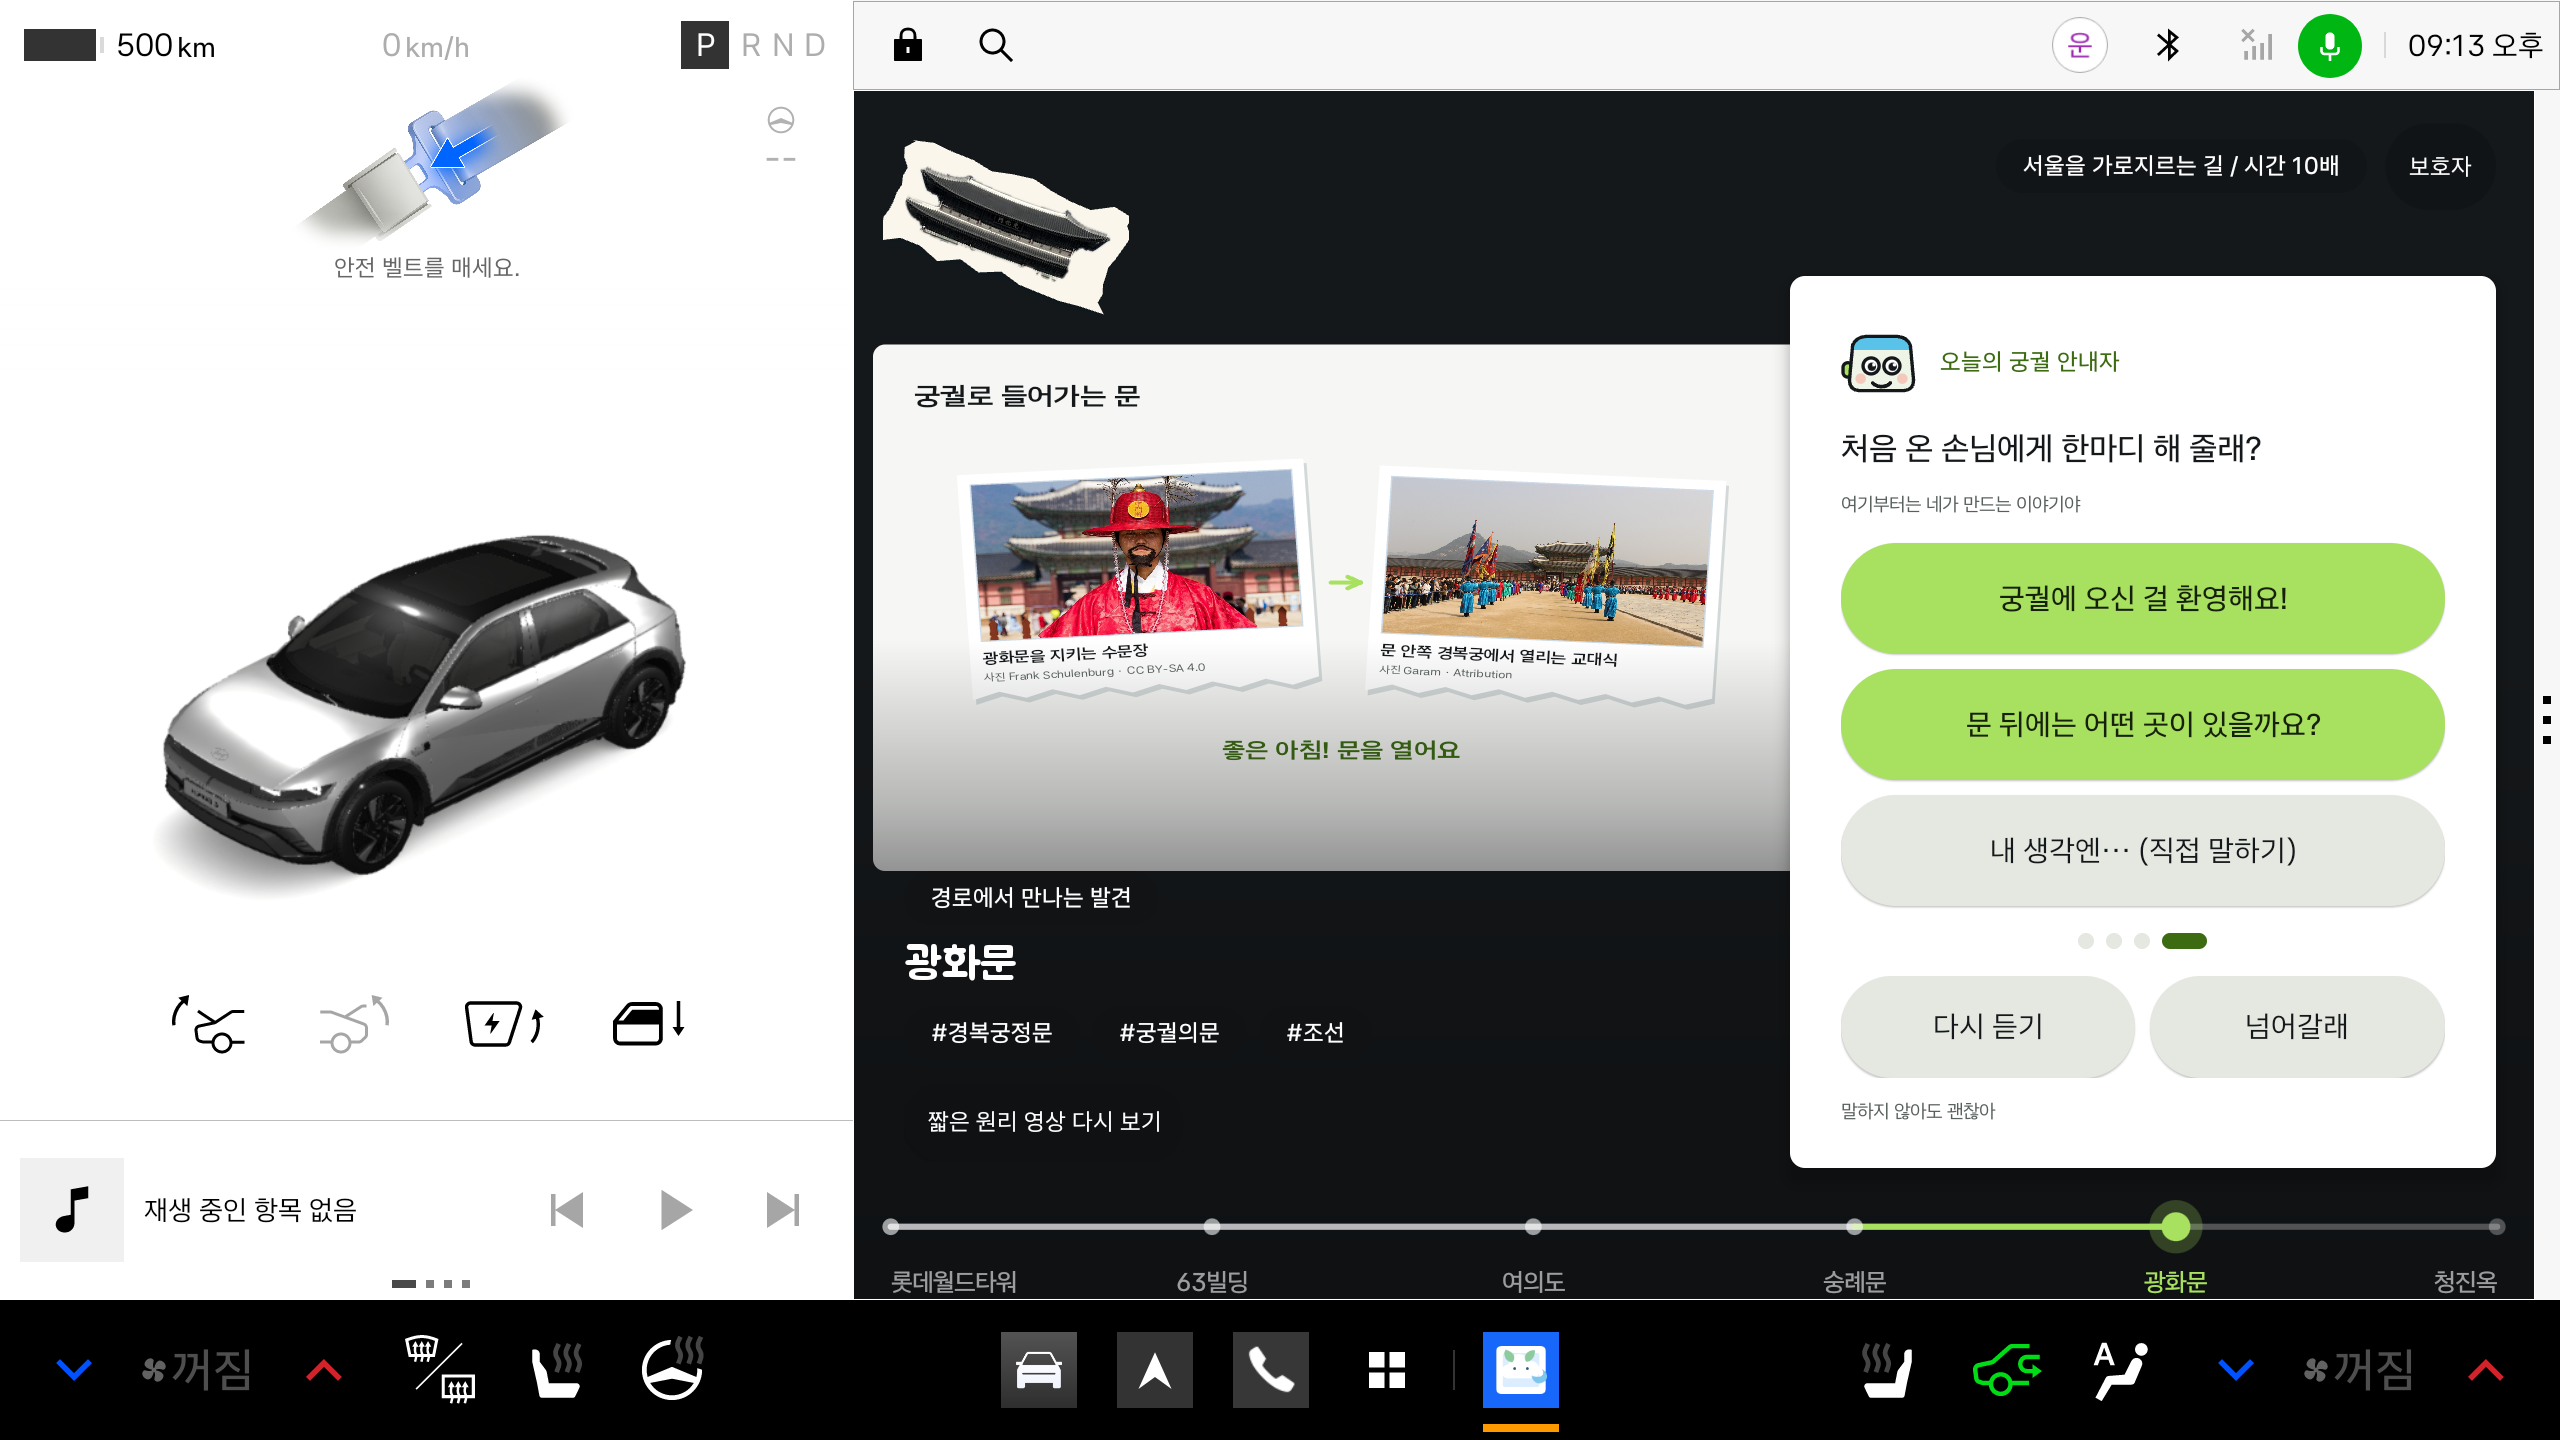 500 km
0 km/h
P R N D
운
09:13 오후
안전 벨트를 매세요.
서울을 가로지르는 길 / 시간 10배
보호자
궁궐로 들어가는 문
광화문을 지키는 수문장
사진 Frank Schulenburg · CC BY-SA 4.0
문 안쪽 경복궁에서 열리는 교대식
사진 Garam · Attribution
좋은 아침! 문을 열어요
오늘의 궁궐 안내자
처음 온 손님에게 한마디 해 줄래?
여기부터는 네가 만드는 이야기야
궁궐에 오신 걸 환영해요!
문 뒤에는 어떤 곳이 있을까요?
내 생각엔… (직접 말하기)
다시 듣기
넘어갈래
말하지 않아도 괜찮아
경로에서 만나는 발견
광화문
#경복궁정문
#궁궐의문
#조선
짧은 원리 영상 다시 보기
재생 중인 항목 없음
롯데월드타워
63빌딩
여의도
숭례문
광화문
청진옥
꺼짐
A
꺼짐